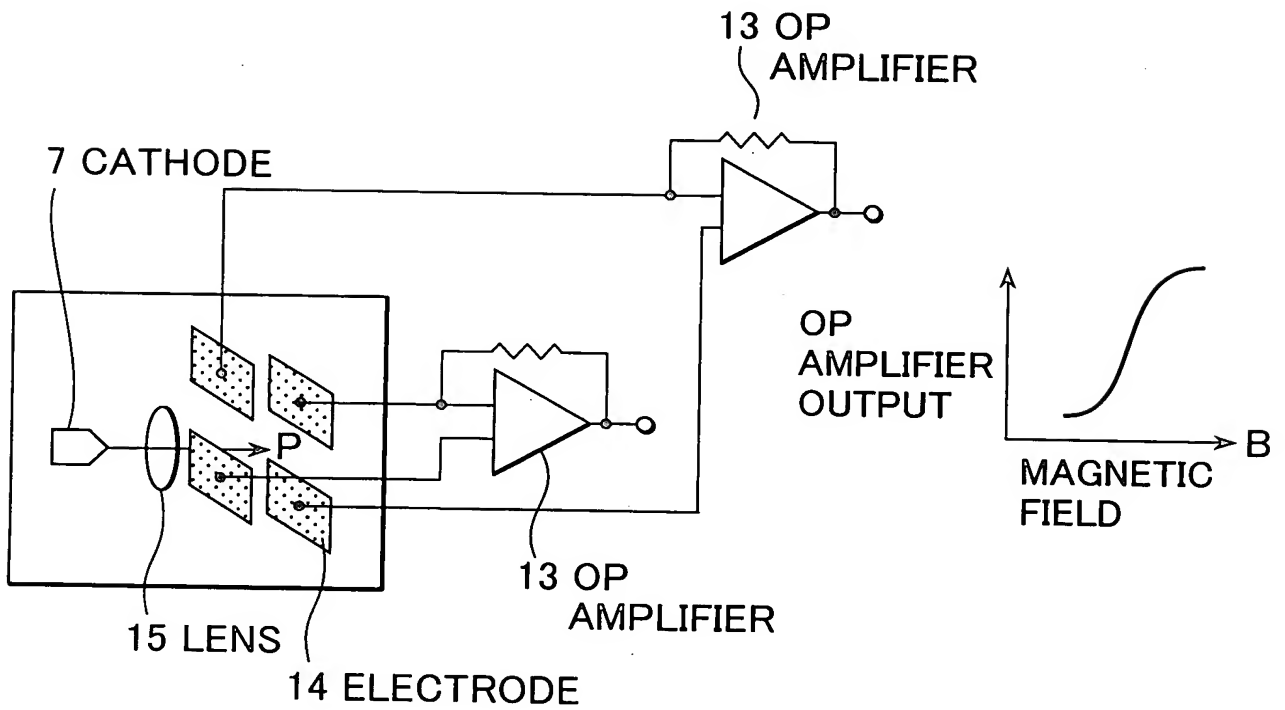 13 OP
AMPLIFIER
7 CATHODE
P
OP
AMPLIFIER
OUTPUT
B
MAGNETIC
FIELD
13 OP
AMPLIFIER
15 LENS
14 ELECTRODE